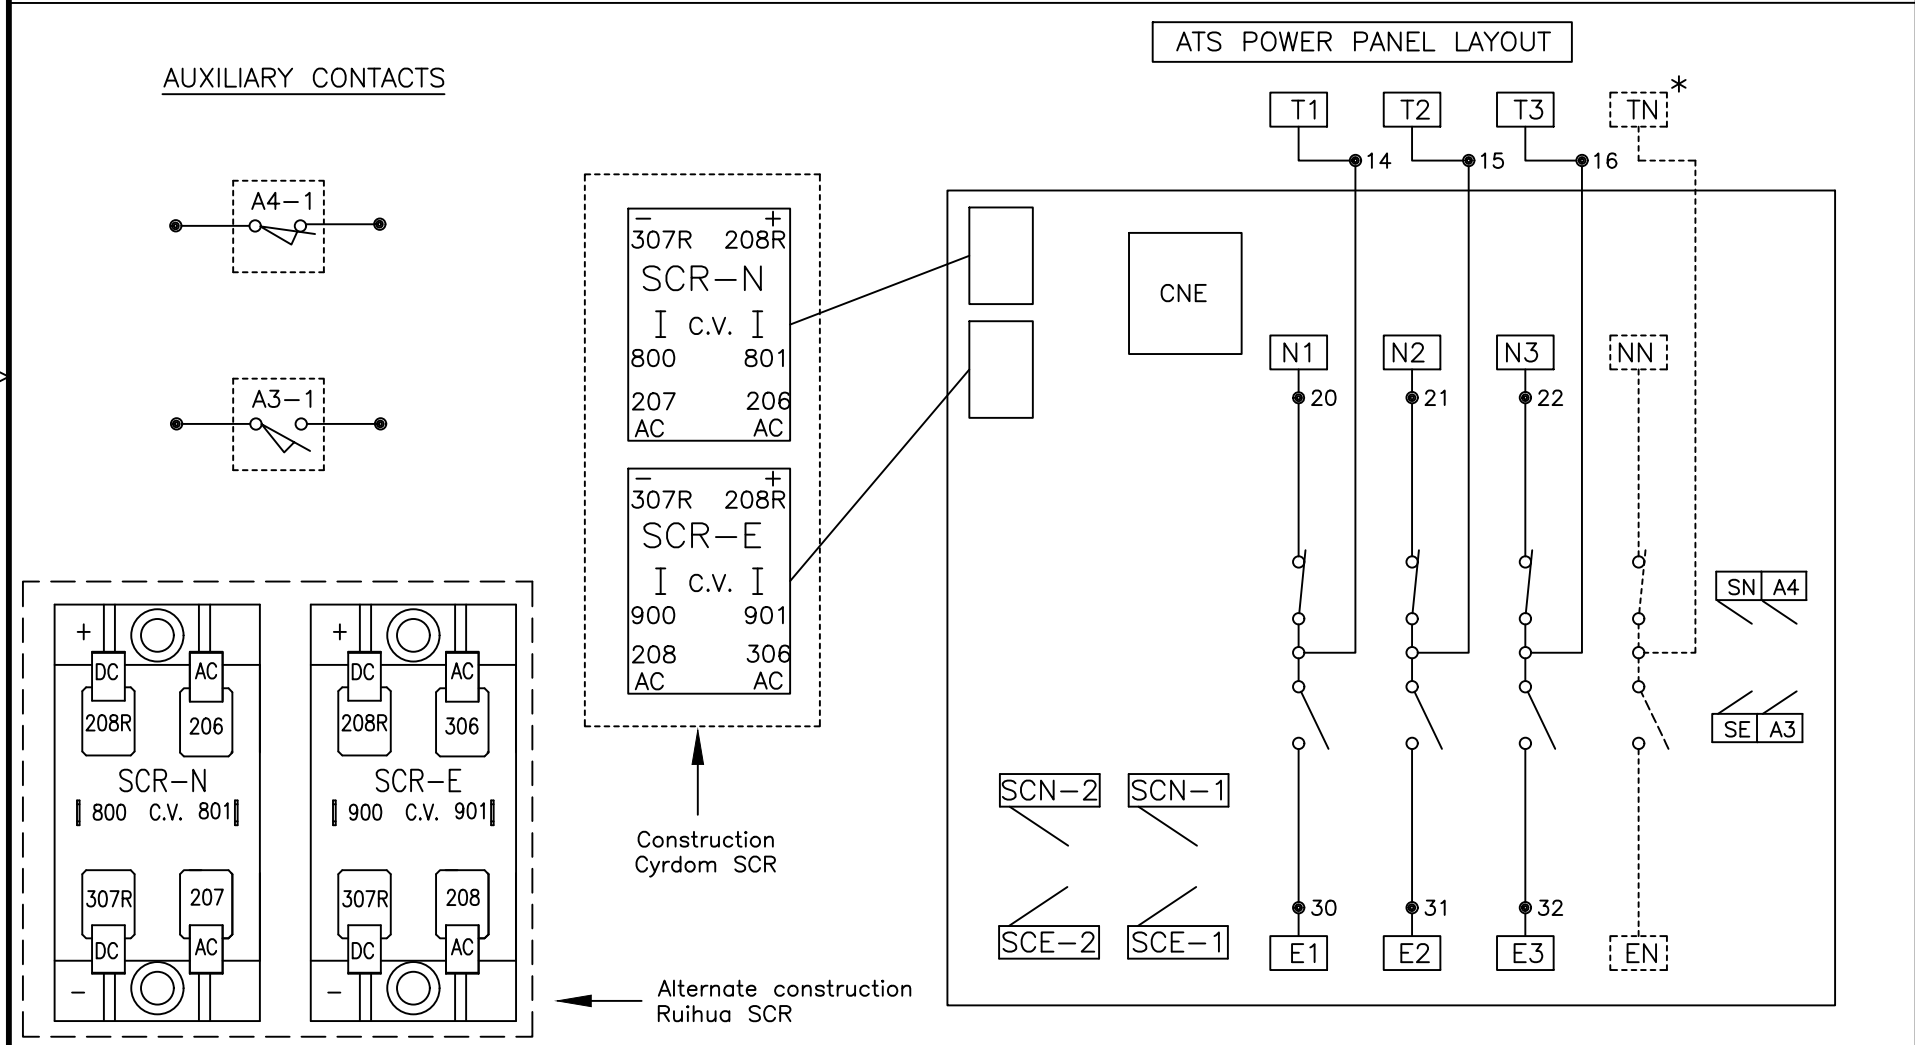 ATS POWER PANEL LAYOUT
AUXILIARY CONTACTS
T1 T2 T3 TN*
14 15 16
A4-1
A3-1
- +
307R 208R
SCR-N
I C.V. I
800 801
207 206
AC AC
- +
307R 208R
SCR-E
I C.V. I
900 901
208 306
AC AC
Construction
Cyrdom SCR
CNE
N1 N2 N3 NN
20 21 22
SN A4
SE A3
SCN-2 SCN-1
SCE-2 SCE-1
30 31 32
E1 E2 E3 EN
+
DC AC
208R 206
SCR-N
800 C.V. 801
307R 207
DC AC
-
+
DC AC
208R 306
SCR-E
900 C.V. 901
307R 208
DC AC
-
Alternate construction
Ruihua SCR